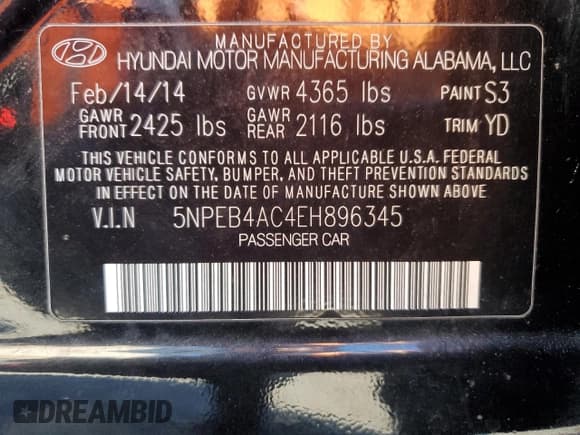 MANUFACTURED BY
HYUNDAI MOTOR MANUFACTURING ALABAMA, LLC
Feb/14/14 GVWR 4365 lbs PAINT S3
GAWR FRONT 2425 lbs GAWR REAR 2116 lbs TRIM YD
THIS VEHICLE CONFORMS TO ALL APPLICABLE U.S.A. FEDERAL
MOTOR VEHICLE SAFETY, BUMPER, AND THEFT PREVENTION STANDARDS
IN EFFECT ON THE DATE OF MANUFACTURE SHOWN ABOVE.
V.I.N 5NPEB4AC4EH896345
PASSENGER CAR
DREAMBID